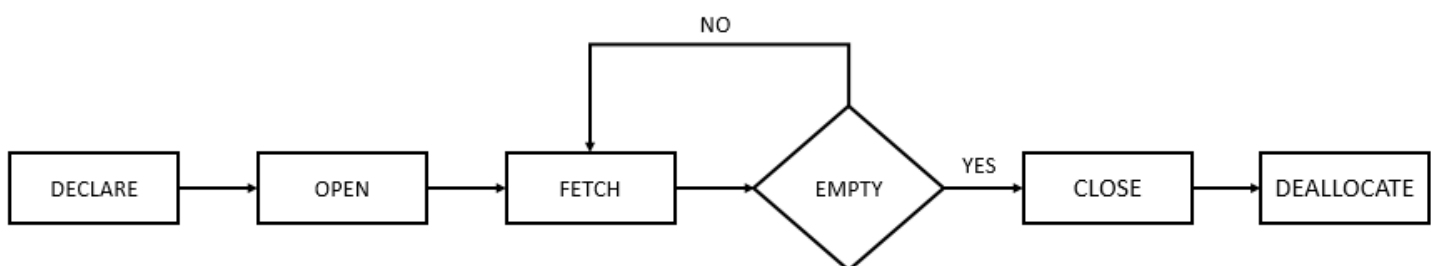 NO
DECLARE
OPEN
FETCH
EMPTY
YES
CLOSE
DEALLOCATE